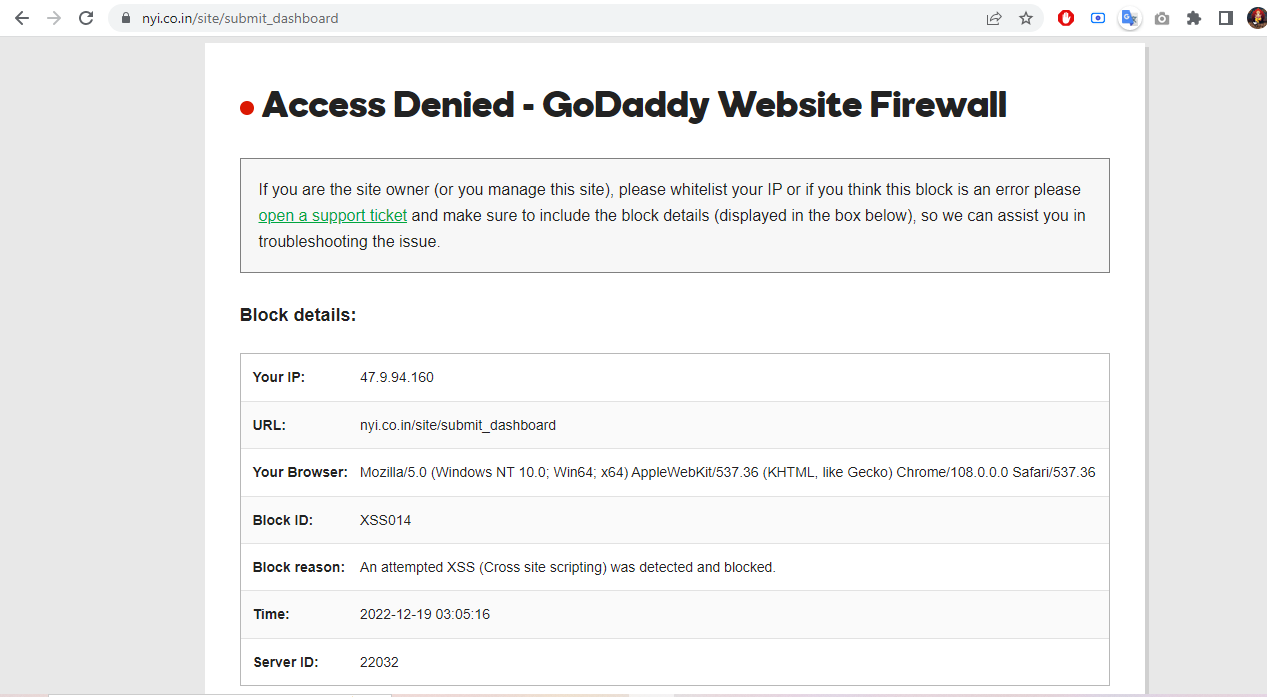 nyi.co.in/site/submit_dashboard
Access Denied - GoDaddy Website Firewall
If you are the site owner (or you manage this site), please whitelist your IP or if you think this block is an error please
open a support ticket and make sure to include the block details (displayed in the box below), so we can assist you in
troubleshooting the issue.
Block details:
Your IP: 47.9.94.160
URL: nyi.co.in/site/submit_dashboard
Your Browser: Mozilla/5.0 (Windows NT 10.0; Win64; x64) AppleWebKit/537.36 (KHTML, like Gecko) Chrome/108.0.0.0 Safari/537.36
Block ID: XSS014
Block reason: An attempted XSS (Cross site scripting) was detected and blocked.
Time: 2022-12-19 03:05:16
Server ID: 22032